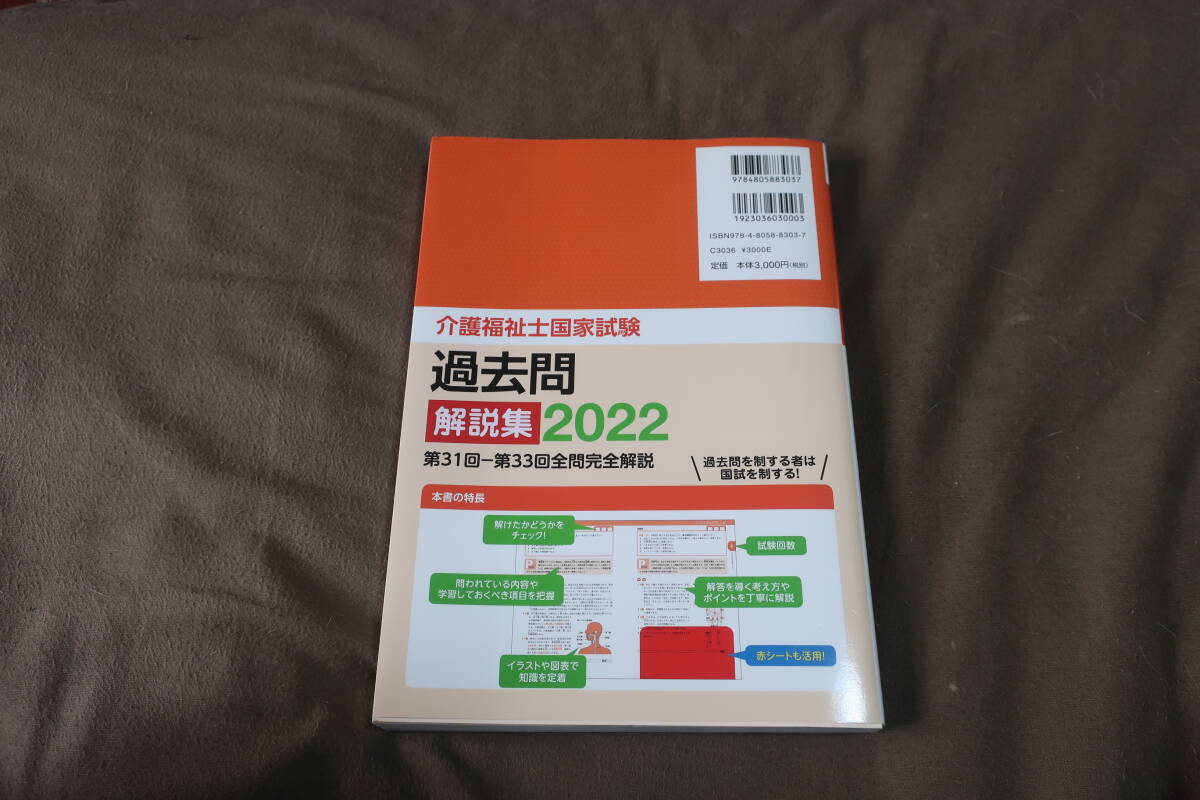 9784805883037
1923036030003
ISBN978-4-8058-8303-7
C3036 ¥3000E
定価 本体3,000円(税別)
介護福祉士国家試験
過去問
解説集2022
第31回−第33回全問完全解説
過去問を制する者は
国試を制する!
本書の特長
解けたかどうかを
チェック!
試験回数
問われている内容や
学習しておくべき項目を把握
解答を導く考え方や
ポイントを丁寧に解説
イラストや図表で
知識を定着
赤シートも活用!